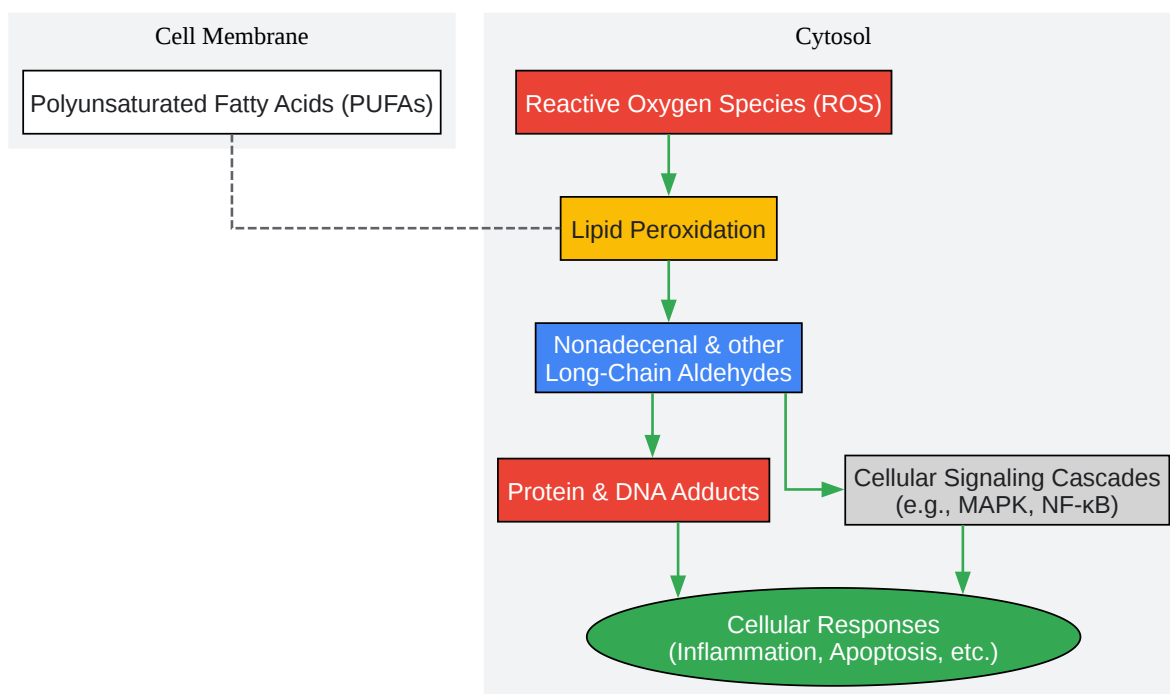 Cell Membrane
Polyunsaturated Fatty Acids (PUFAs)
Cytosol
Reactive Oxygen Species (ROS)
Lipid Peroxidation
Nonadecenal & other
Long-Chain Aldehydes
Protein & DNA Adducts
Cellular Signaling Cascades
(e.g., MAPK, NF-κB)
Cellular Responses
(Inflammation, Apoptosis, etc.)